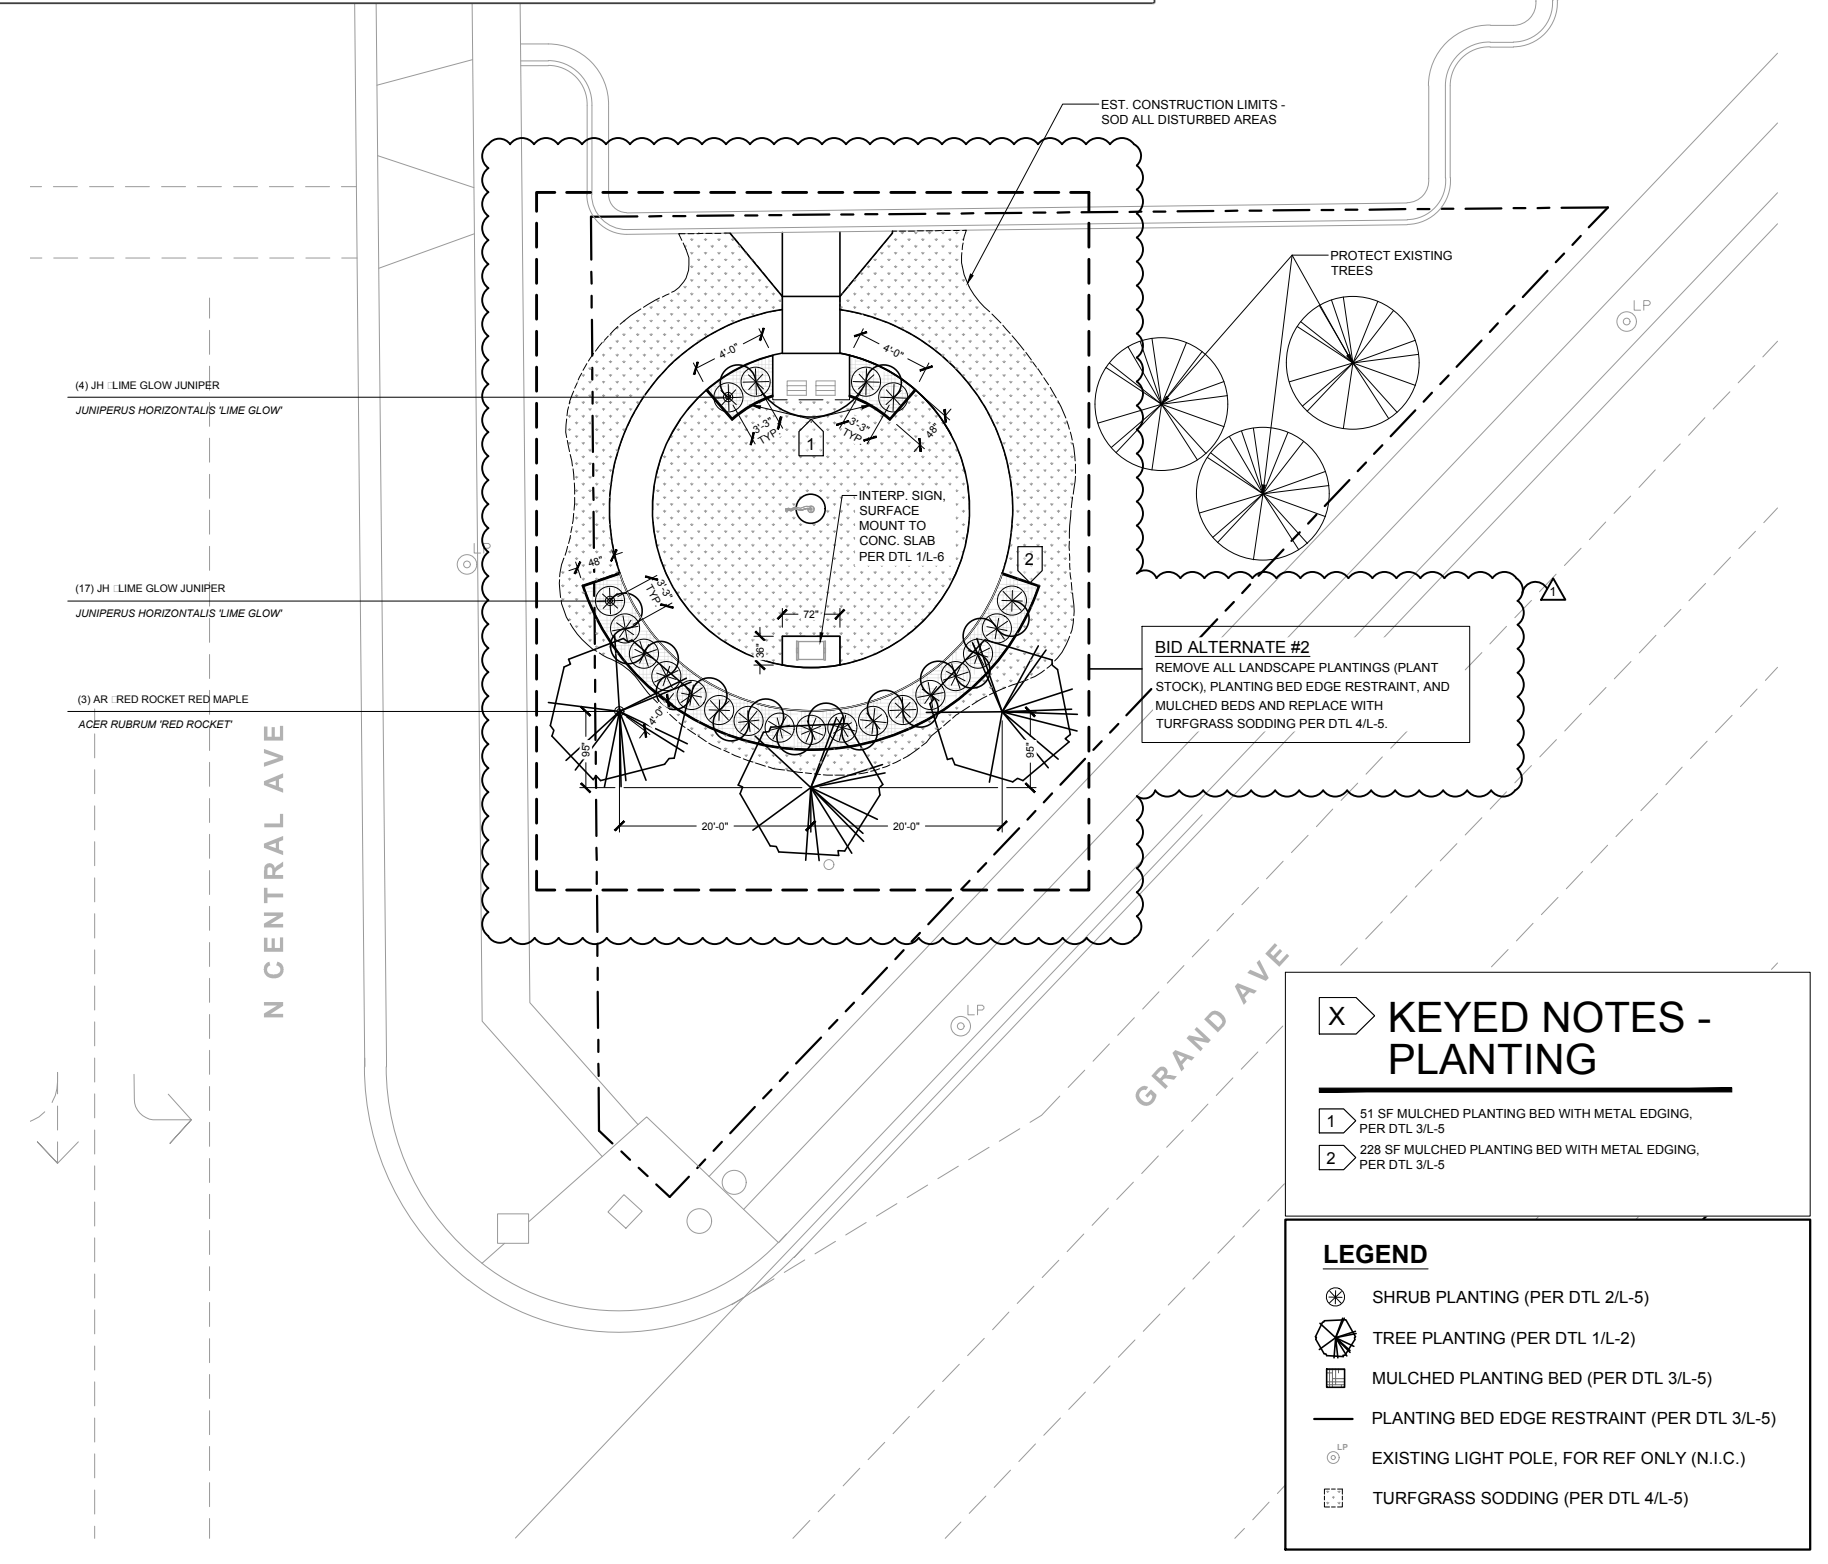 EST. CONSTRUCTION LIMITS -
SOD ALL DISTURBED AREAS
PROTECT EXISTING
TREES
LP
4'-0"
4'-0"
(4) JH LIME GLOW JUNIPER
JUNIPERUS HORIZONTALIS 'LIME GLOW'
3'-3"
TYP.
3'-3"
TYP.
48"
1
INTERP. SIGN,
SURFACE
MOUNT TO
CONC. SLAB
PER DTL 1/L-6
LP
2
48"
3'-3"
TYP.
(17) JH LIME GLOW JUNIPER
JUNIPERUS HORIZONTALIS 'LIME GLOW'
72"
36"
1
BID ALTERNATE #2
REMOVE ALL LANDSCAPE PLANTINGS (PLANT
STOCK), PLANTING BED EDGE RESTRAINT, AND
MULCHED BEDS AND REPLACE WITH
TURFGRASS SODDING PER DTL 4/L-5.
(3) AR RED ROCKET RED MAPLE
ACER RUBRUM 'RED ROCKET'
4'-0"
95"
95"
20'-0"
20'-0"
N CENTRAL AVE
GRAND AVE
LP
X
KEYED NOTES -
PLANTING
1
51 SF MULCHED PLANTING BED WITH METAL EDGING,
PER DTL 3/L-5
2
228 SF MULCHED PLANTING BED WITH METAL EDGING,
PER DTL 3/L-5
LEGEND
SHRUB PLANTING (PER DTL 2/L-5)
TREE PLANTING (PER DTL 1/L-2)
MULCHED PLANTING BED (PER DTL 3/L-5)
PLANTING BED EDGE RESTRAINT (PER DTL 3/L-5)
LP
EXISTING LIGHT POLE, FOR REF ONLY (N.I.C.)
TURFGRASS SODDING (PER DTL 4/L-5)